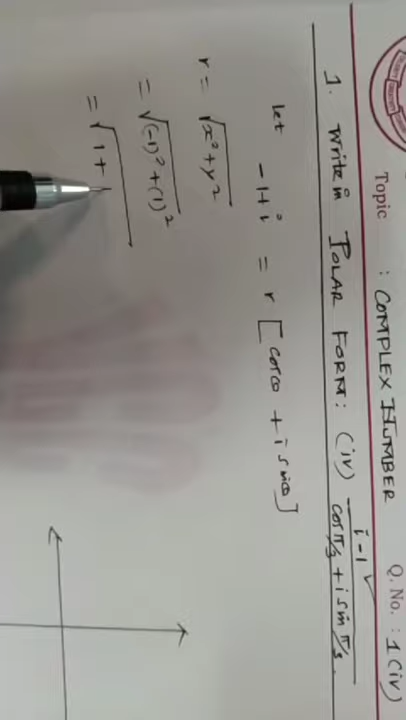 Topic : COMPLEX NUMBER Q. No. : 1(iv)
1. Write in POLAR FORM: (iv) i-1 / cos π/3 + i sin π/3
let -1+i = r [cosθ + i sinθ]
r = √x²+y²
= √(-1)²+(1)²
= √1+1